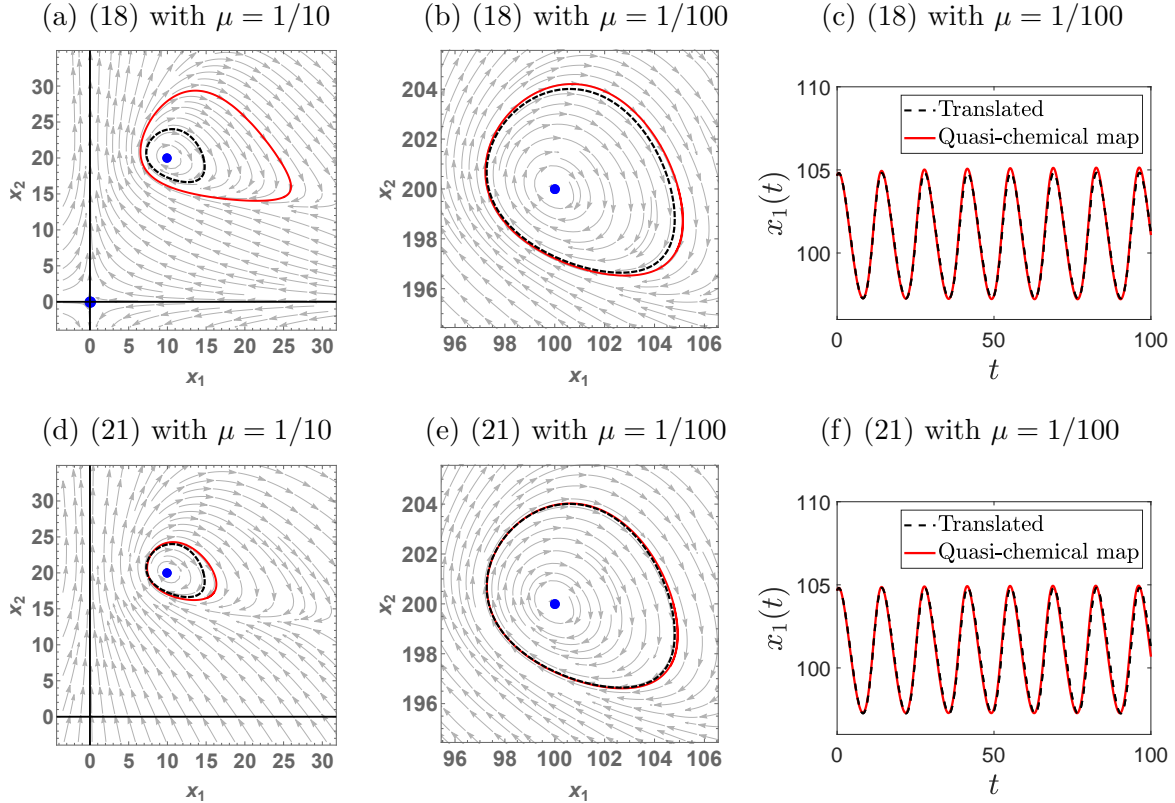 (a) (18) with μ = 1/10
(b) (18) with μ = 1/100
(c) (18) with μ = 1/100
x2
35
30
25
20
15
10
5
0
0 5 10 15 20 25 30
x1
x2
204
202
200
198
196
96 98 100 102 104 106
x1
x1(t)
110
105
100
0 50 100
t
Translated
Quasi-chemical map
(d) (21) with μ = 1/10
(e) (21) with μ = 1/100
(f) (21) with μ = 1/100
x2
30
25
20
15
10
5
0
0 5 10 15 20 25 30
x1
x2
204
202
200
198
196
96 98 100 102 104 106
x1
x1(t)
110
105
100
0 50 100
t
Translated
Quasi-chemical map